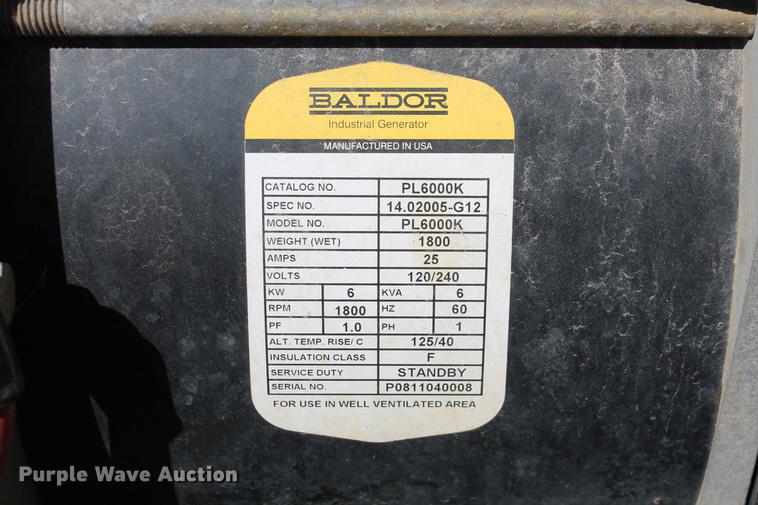 BALDOR
Industrial Generator
MANUFACTURED IN USA
CATALOG NO. PL6000K
SPEC NO. 14.02005-G12
MODEL NO. PL6000K
WEIGHT (WET) 1800
AMPS 25
VOLTS 120/240
KW 6 KVA 6
RPM 1800 HZ 60
PF 1.0 PH 1
ALT. TEMP. RISE/ C 125/40
INSULATION CLASS F
SERVICE DUTY STANDBY
SERIAL NO. P0811040008
FOR USE IN WELL VENTILATED AREA
Purple Wave Auction